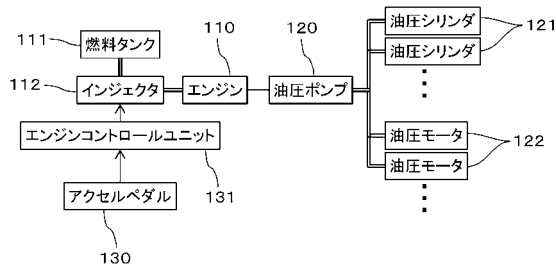 110
120
油圧シリンダ
121
111
燃料タンク
油圧シリンダ
112
インジェクタ
エンジン
油圧ポンプ
エンジンコントロールユニット
油圧モータ
122
131
油圧モータ
アクセルペダル
130